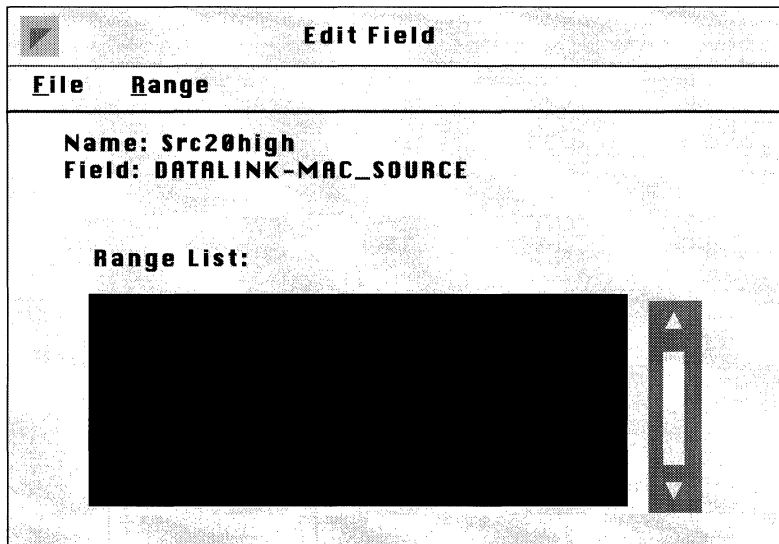 Edit Field
File Range
Name: Src20high
Field: DATALINK-MAC_SOURCE
Range List: